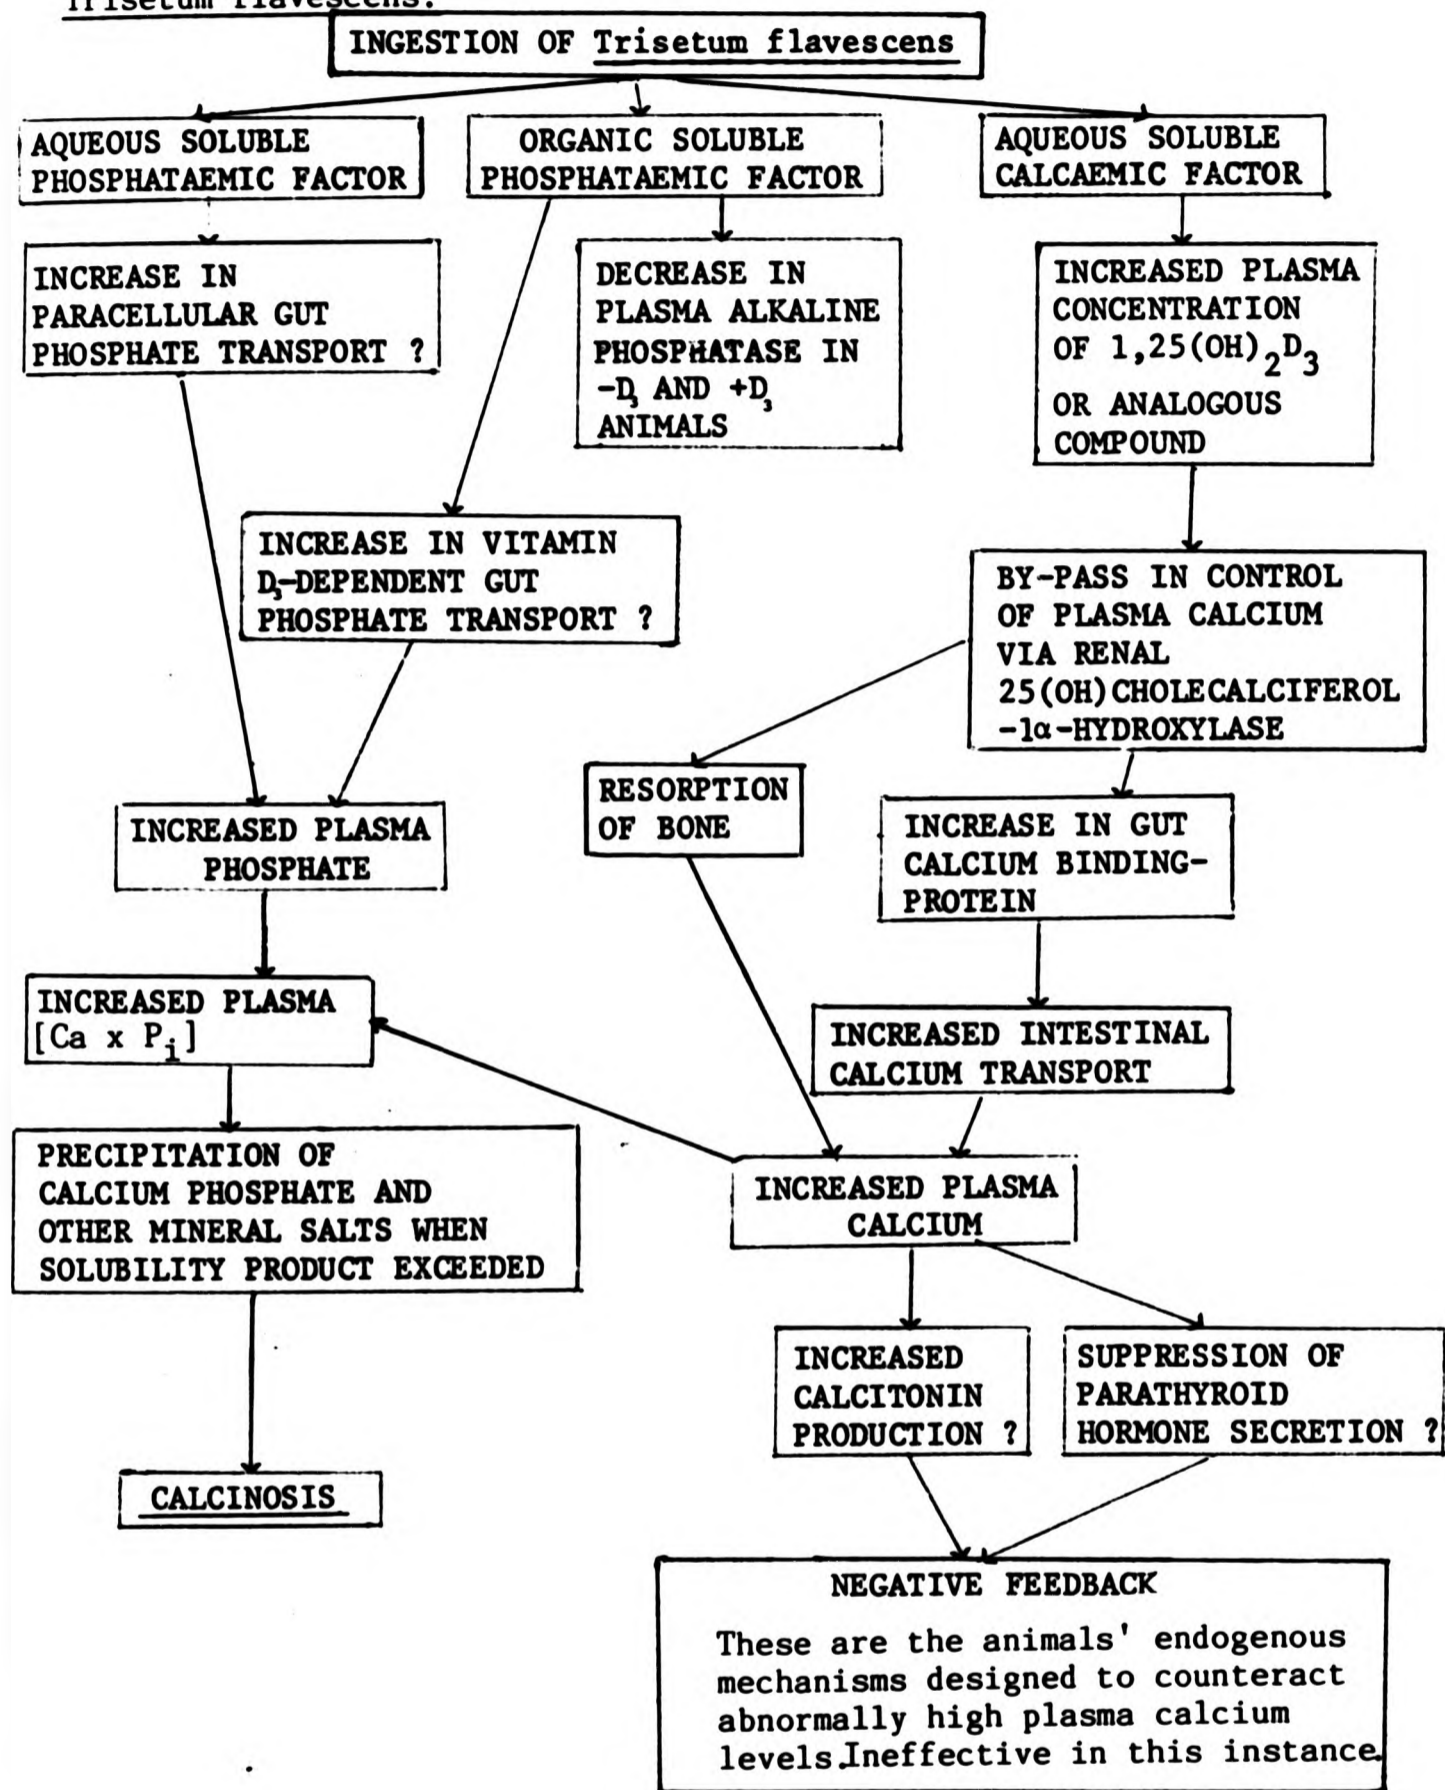 Trisetum flavescens.
INGESTION OF Trisetum flavescens
AQUEOUS SOLUBLE
PHOSPHATAEMIC FACTOR
ORGANIC SOLUBLE
PHOSPHATAEMIC FACTOR
AQUEOUS SOLUBLE
CALCAEMIC FACTOR
INCREASE IN
PARACELLULAR GUT
PHOSPHATE TRANSPORT ?
DECREASE IN
PLASMA ALKALINE
PHOSPHATASE IN
-D₃ AND +D₃
ANIMALS
INCREASED PLASMA
CONCENTRATION
OF 1,25(OH)₂D₃
OR ANALOGOUS
COMPOUND
INCREASE IN VITAMIN
D₃-DEPENDENT GUT
PHOSPHATE TRANSPORT ?
BY-PASS IN CONTROL
OF PLASMA CALCIUM
VIA RENAL
25(OH)CHOLECALCIFEROL
-1α-HYDROXYLASE
RESORPTION
OF BONE
INCREASE IN GUT
CALCIUM BINDING-
PROTEIN
INCREASED PLASMA
PHOSPHATE
INCREASED PLASMA
[Ca x Pi]
INCREASED INTESTINAL
CALCIUM TRANSPORT
PRECIPITATION OF
CALCIUM PHOSPHATE AND
OTHER MINERAL SALTS WHEN
SOLUBILITY PRODUCT EXCEEDED
INCREASED PLASMA
CALCIUM
INCREASED
CALCITONIN
PRODUCTION ?
SUPPRESSION OF
PARATHYROID
HORMONE SECRETION ?
CALCINOSIS
NEGATIVE FEEDBACK
These are the animals' endogenous
mechanisms designed to counteract
abnormally high plasma calcium
levels.Ineffective in this instance.